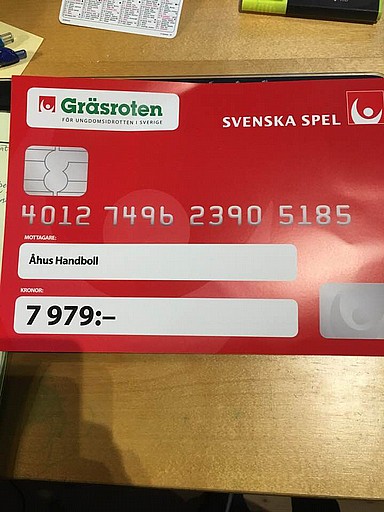 Gräsroten
FÖR UNGDOMSIDROTTEN I SVERIGE
SVENSKA SPEL
4012 7496 2390 5185
MOTTAGARE:
Åhus Handboll
KRONOR:
7 979:–